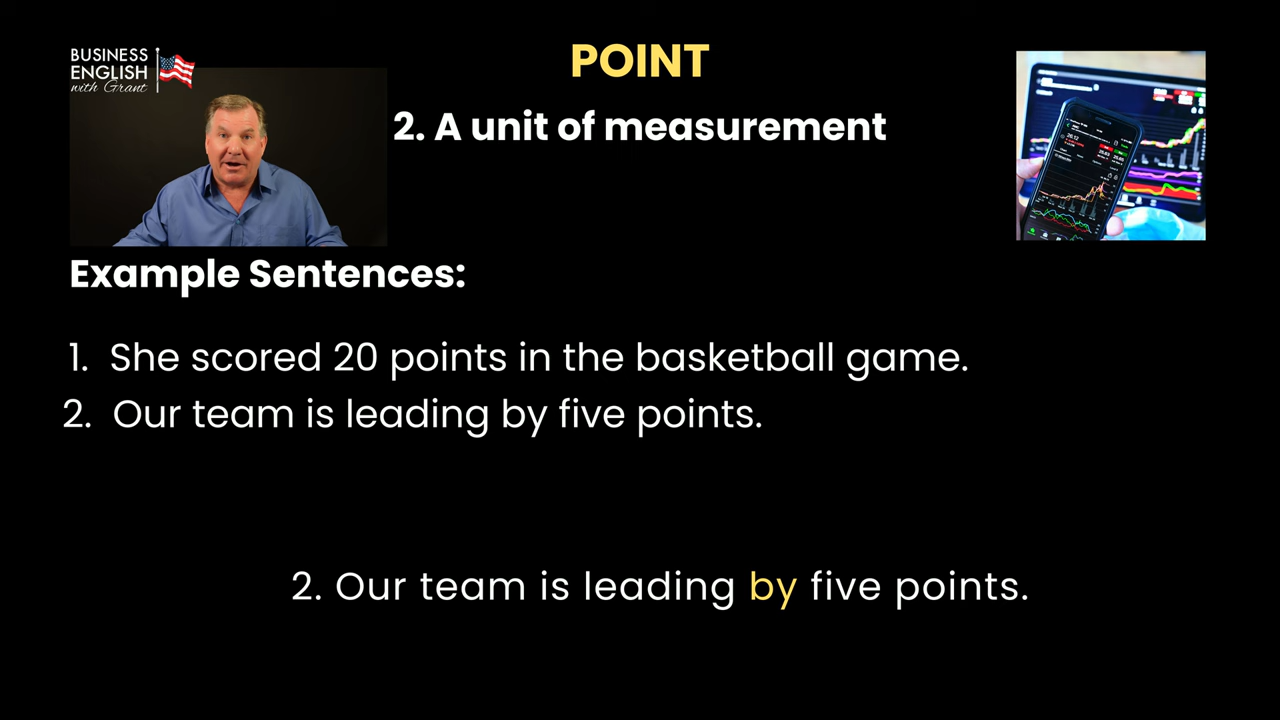 BUSINESS
ENGLISH
with Grant
POINT
2. A unit of measurement
Example Sentences:
1. She scored 20 points in the basketball game.
2. Our team is leading by five points.
2. Our team is leading by five points.